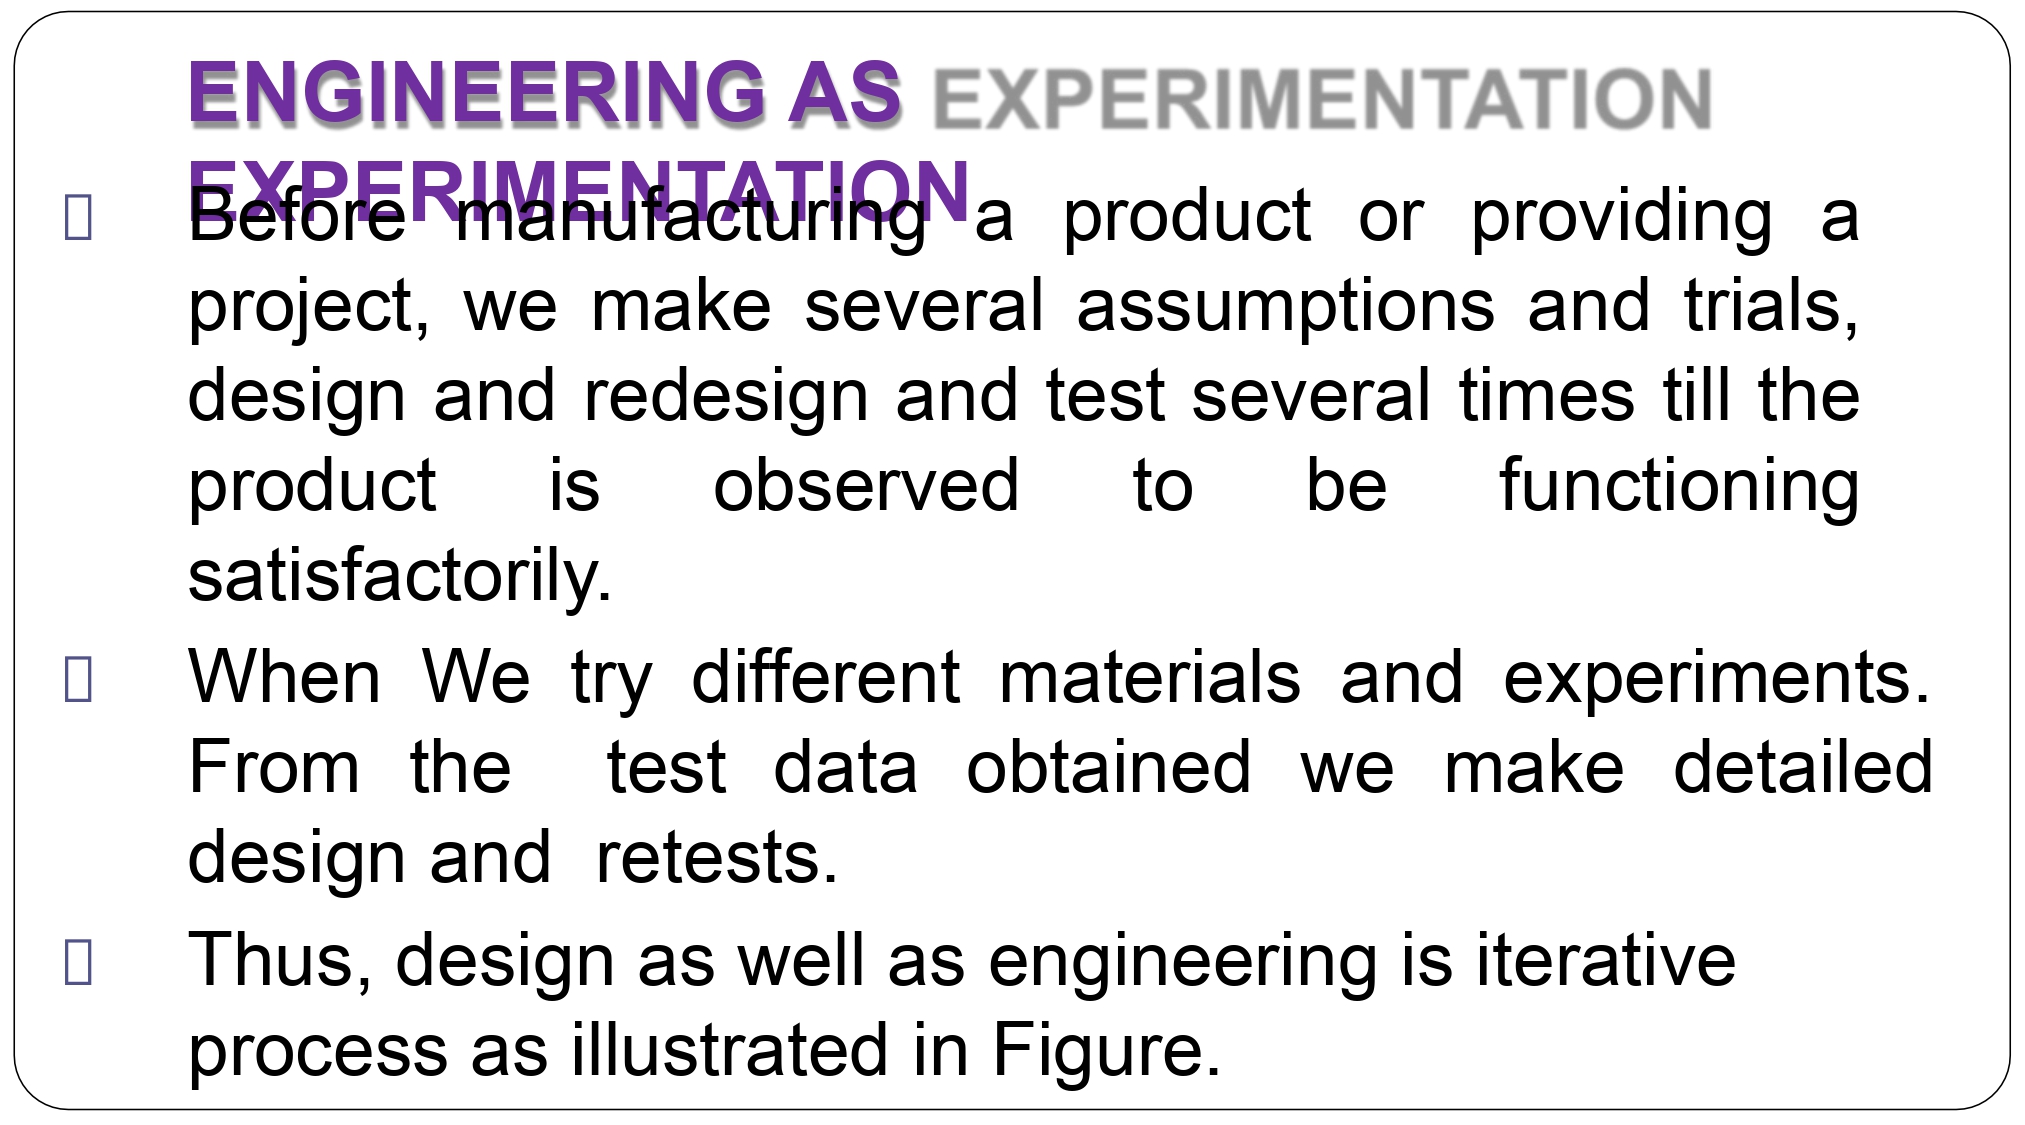 ENGINEERING AS EXPERIMENTATION
EXPERIMENTATION
Before manufacturing a product or providing a
project, we make several assumptions and trials,
design and redesign and test several times till the
product is observed to be functioning
satisfactorily.
When We try different materials and experiments.
From the test data obtained we make detailed
design and retests.
Thus, design as well as engineering is iterative
process as illustrated in Figure.